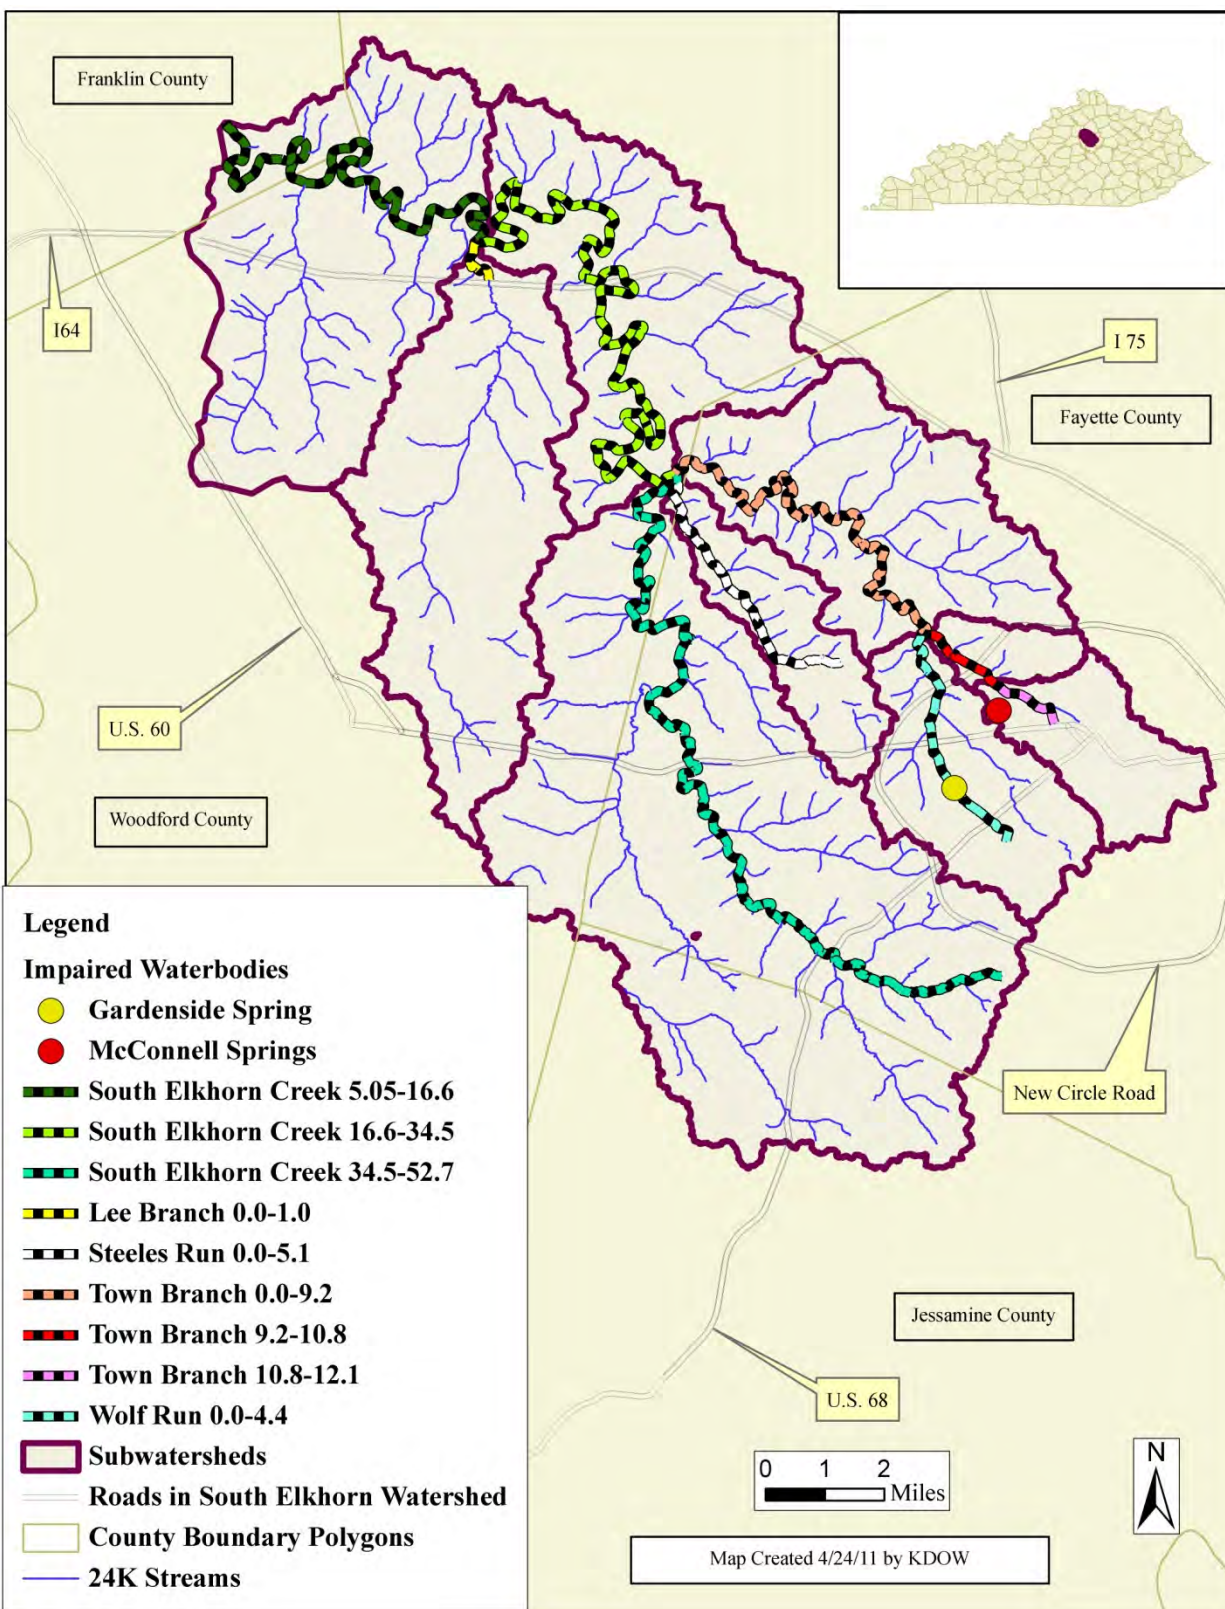 Franklin County
I64
I 75
Fayette County
U.S. 60
Woodford County
Legend
Impaired Waterbodies
Gardenside Spring
McConnell Springs
South Elkhorn Creek 5.05-16.6
South Elkhorn Creek 16.6-34.5
South Elkhorn Creek 34.5-52.7
Lee Branch 0.0-1.0
Steeles Run 0.0-5.1
Town Branch 0.0-9.2
Town Branch 9.2-10.8
Town Branch 10.8-12.1
Wolf Run 0.0-4.4
Subwatersheds
Roads in South Elkhorn Watershed
County Boundary Polygons
24K Streams
New Circle Road
Jessamine County
U.S. 68
0 1 2
Miles
N
Map Created 4/24/11 by KDOW